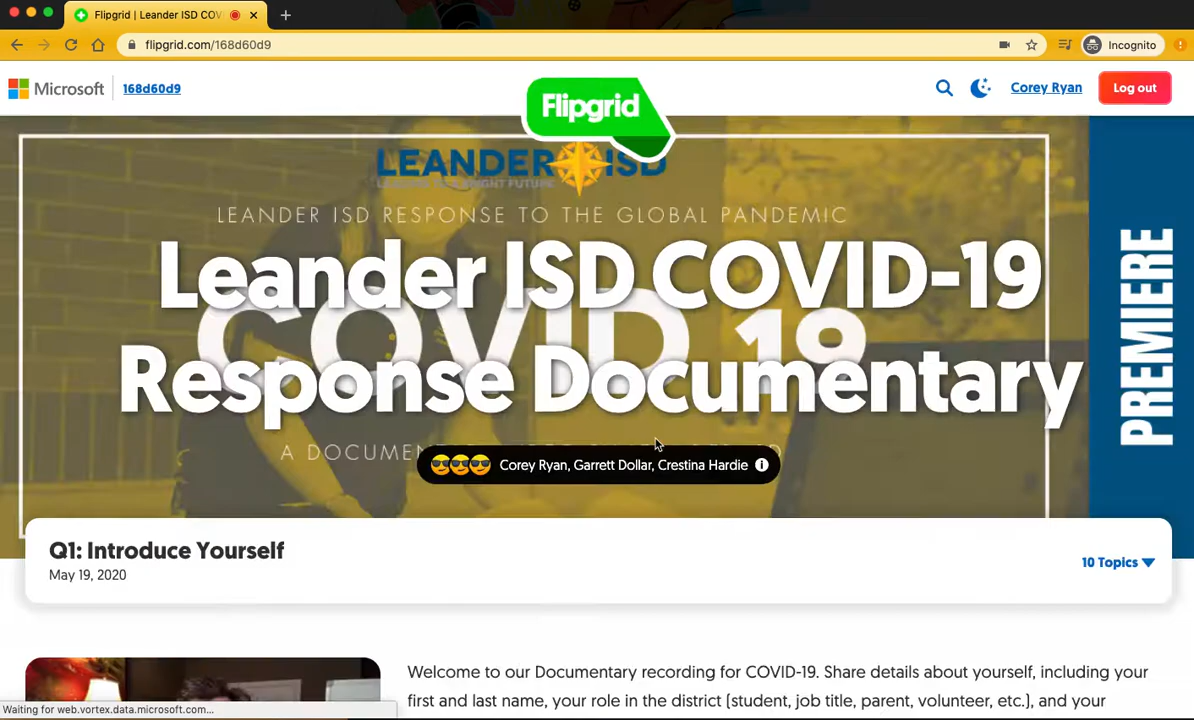 Flipgrid | Leander ISD COV
flipgrid.com/168d60d9
Incognito
Microsoft
168d60d9
Flipgrid
Corey Ryan
Log out
LEANDER ISD
LEANDER ISD RESPONSE TO THE GLOBAL PANDEMIC
COVID 19
Leander ISD COVID-19
Response Documentary
PREMIERE
A DOCUMEN
Corey Ryan, Garrett Dollar, Crestina Hardie
Q1: Introduce Yourself
May 19, 2020
10 Topics
Welcome to our Documentary recording for COVID-19. Share details about yourself, including your
first and last name, your role in the district [student, job title, parent, volunteer, etc.), and your
Waiting for web.vortex.data.microsoft.com...